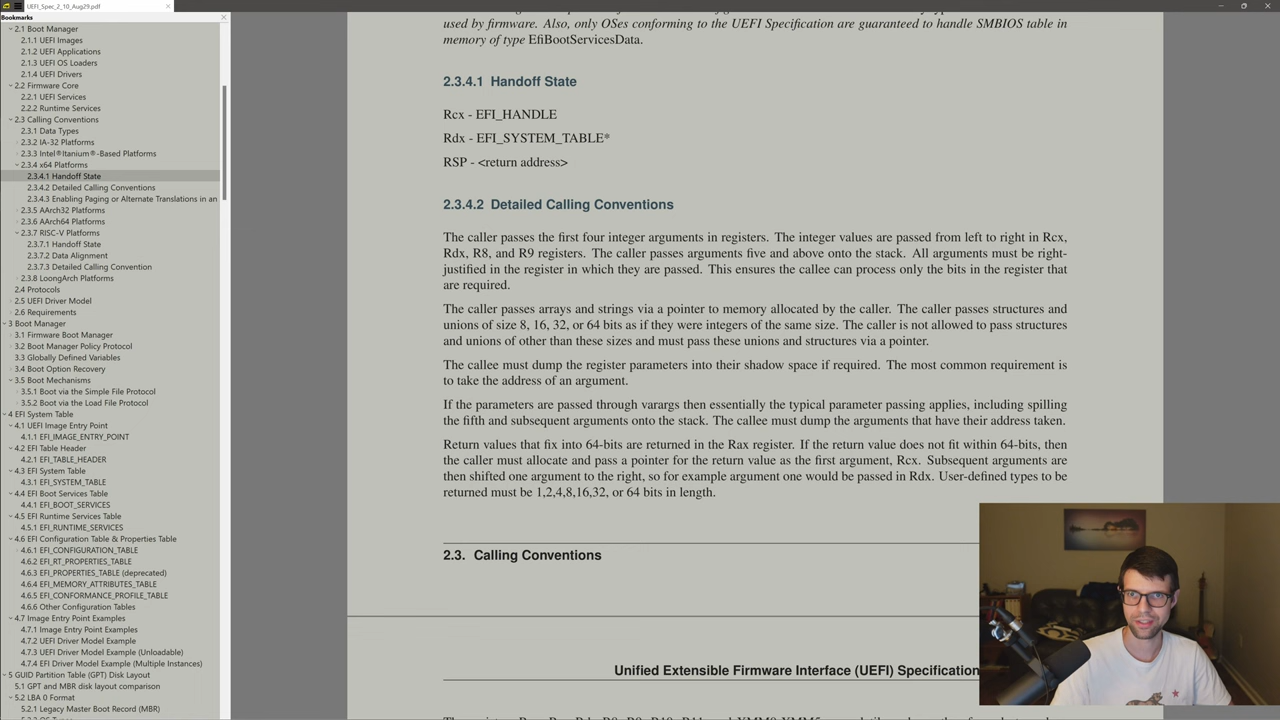 UEFI_Spec_2_10_Aug29.pdf
Bookmarks
2.1 Boot Manager
2.1.1 UEFI Images
2.1.2 UEFI Applications
2.1.3 UEFI OS Loaders
2.1.4 UEFI Drivers
2.2 Firmware Core
2.2.1 UEFI Services
2.2.2 Runtime Services
2.3 Calling Conventions
2.3.1 Data Types
2.3.2 IA-32 Platforms
2.3.3 Intel®Itanium®-Based Platforms
2.3.4 x64 Platforms
2.3.4.1 Handoff State
2.3.4.2 Detailed Calling Conventions
2.3.4.3 Enabling Paging or Alternate Translations in an
2.3.5 AArch32 Platforms
2.3.6 AArch64 Platforms
2.3.7 RISC-V Platforms
2.3.7.1 Handoff State
2.3.7.2 Data Alignment
2.3.7.3 Detailed Calling Convention
2.3.8 LoongArch Platforms
2.4 Protocols
2.5 UEFI Driver Model
2.6 Requirements
3 Boot Manager
3.1 Firmware Boot Manager
3.2 Boot Manager Policy Protocol
3.3 Globally Defined Variables
3.4 Boot Option Recovery
3.5 Boot Mechanisms
3.5.1 Boot via the Simple File Protocol
3.5.2 Boot via the Load File Protocol
4 EFI System Table
4.1 UEFI Image Entry Point
4.1.1 EFI_IMAGE_ENTRY_POINT
4.2 EFI Table Header
4.2.1 EFI_TABLE_HEADER
4.3 EFI System Table
4.3.1 EFI_SYSTEM_TABLE
4.4 EFI Boot Services Table
4.4.1 EFI_BOOT_SERVICES
4.5 EFI Runtime Services Table
4.5.1 EFI_RUNTIME_SERVICES
4.6 EFI Configuration Table & Properties Table
4.6.1 EFI_CONFIGURATION_TABLE
4.6.2 EFI_RT_PROPERTIES_TABLE
4.6.3 EFI_PROPERTIES_TABLE (deprecated)
4.6.4 EFI_MEMORY_ATTRIBUTES_TABLE
4.6.5 EFI_CONFORMANCE_PROFILE_TABLE
4.6.6 Other Configuration Tables
4.7 Image Entry Point Examples
4.7.1 Image Entry Point Examples
4.7.2 UEFI Driver Model Example
4.7.3 UEFI Driver Model Example (Unloadable)
4.7.4 EFI Driver Model Example (Multiple Instances)
5 GUID Partition Table (GPT) Disk Layout
5.1 GPT and MBR disk layout comparison
5.2 LBA 0 Format
5.2.1 Legacy Master Boot Record (MBR)
used by firmware. Also, only OSes conforming to the UEFI Specification are guaranteed to handle SMBIOS table in
memory of type EfiBootServicesData.
2.3.4.1 Handoff State
Rcx - EFI_HANDLE
Rdx - EFI_SYSTEM_TABLE*
RSP - <return address>
2.3.4.2 Detailed Calling Conventions
The caller passes the first four integer arguments in registers. The integer values are passed from left to right in Rcx,
Rdx, R8, and R9 registers. The caller passes arguments five and above onto the stack. All arguments must be right-
justified in the register in which they are passed. This ensures the callee can process only the bits in the register that
are required.
The caller passes arrays and strings via a pointer to memory allocated by the caller. The caller passes structures and
unions of size 8, 16, 32, or 64 bits as if they were integers of the same size. The caller is not allowed to pass structures
and unions of other than these sizes and must pass these unions and structures via a pointer.
The callee must dump the register parameters into their shadow space if required. The most common requirement is
to take the address of an argument.
If the parameters are passed through varargs then essentially the typical parameter passing applies, including spilling
the fifth and subsequent arguments onto the stack. The callee must dump the arguments that have their address taken.
Return values that fix into 64-bits are returned in the Rax register. If the return value does not fit within 64-bits, then
the caller must allocate and pass a pointer for the return value as the first argument, Rcx. Subsequent arguments are
then shifted one argument to the right, so for example argument one would be passed in Rdx. User-defined types to be
returned must be 1,2,4,8,16,32, or 64 bits in length.
2.3. Calling Conventions
Unified Extensible Firmware Interface (UEFI) Specification